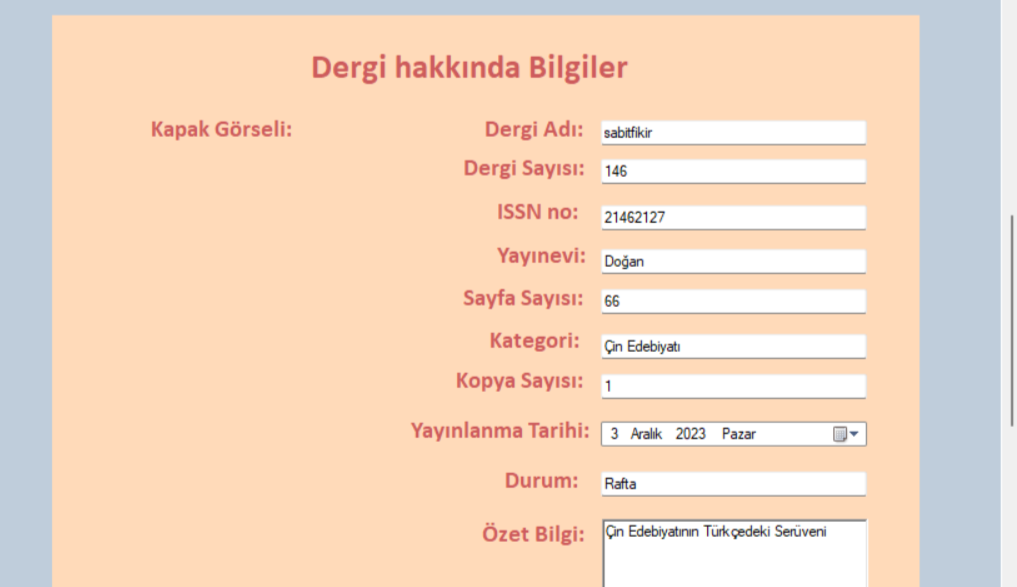 Dergi hakkında Bilgiler
Kapak Görseli:
Dergi Adı: sabitfikir
Dergi Sayısı: 146
ISSN no: 21462127
Yayınevi: Doğan
Sayfa Sayısı: 66
Kategori: Çin Edebiyatı
Kopya Sayısı: 1
Yayınlanma Tarihi: 3 Aralık 2023 Pazar
Durum: Rafta
Özet Bilgi: Çin Edebiyatının Türkçedeki Serüveni